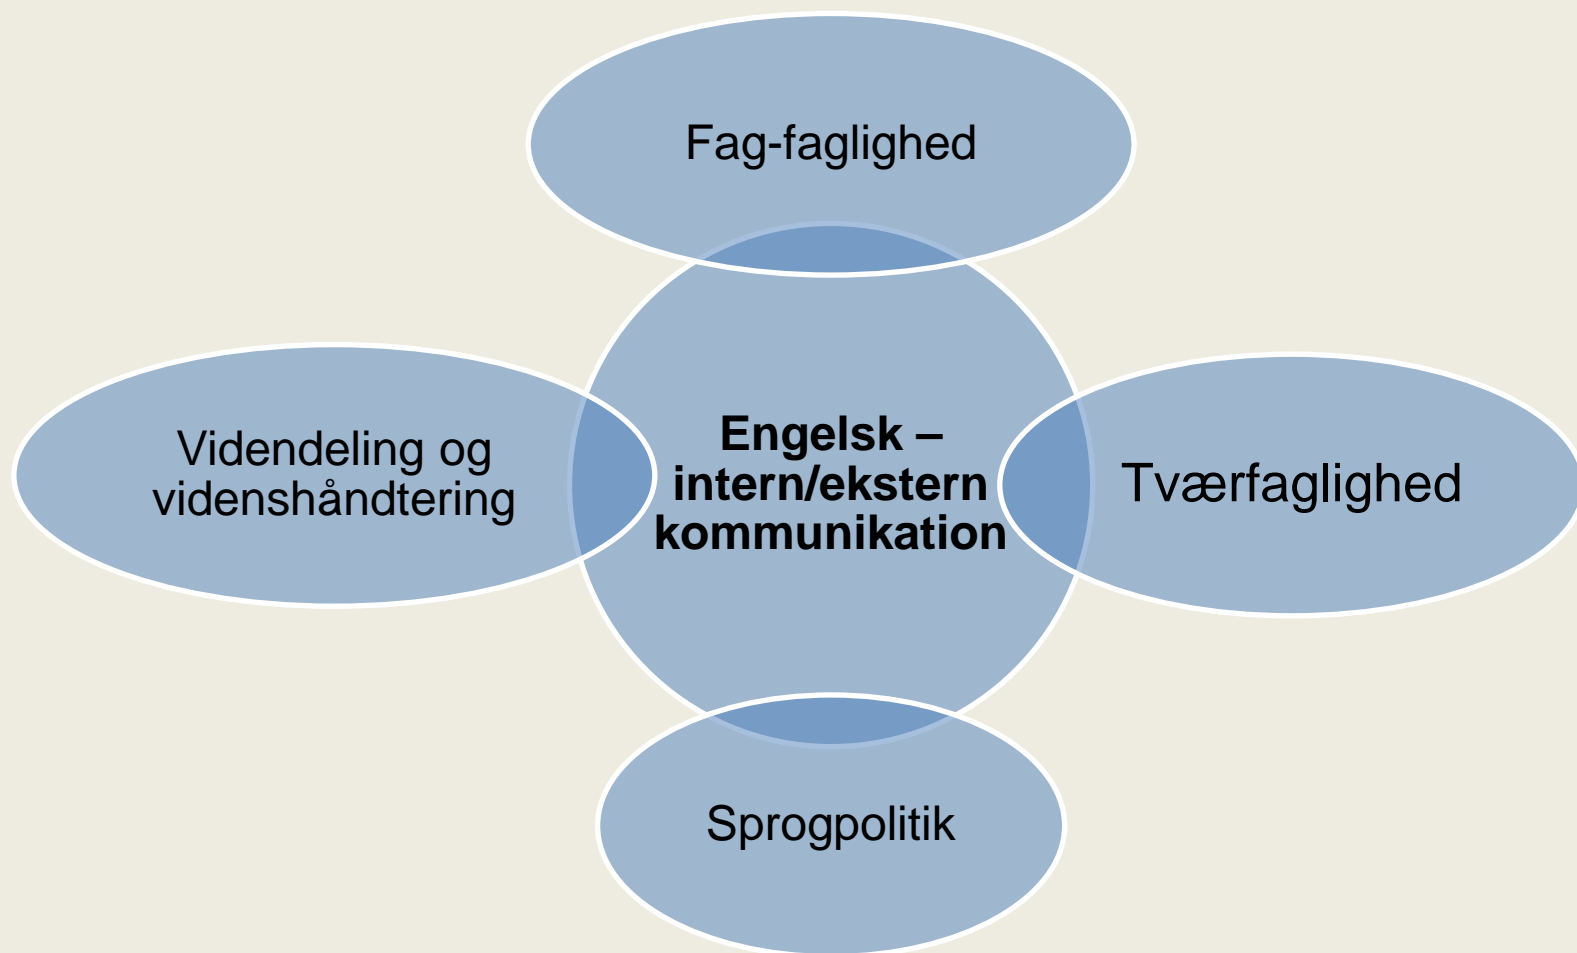 Fag-faglighed
Videndeling og
videnshåndtering
Engelsk –
intern/ekstern
kommunikation
Tværfaglighed
Sprogpolitik